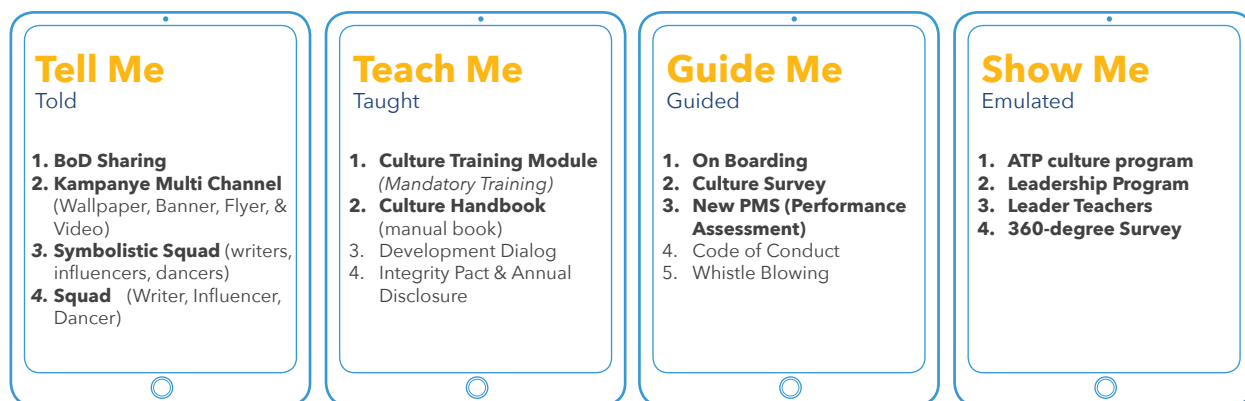 Tell Me
Told
1. BoD Sharing
2. Kampanye Multi Channel
(Wallpaper, Banner, Flyer, &
Video)
3. Symbolistic Squad (writers,
influencers, dancers)
4. Squad (Writer, Influencer,
Dancer)
Teach Me
Taught
1. Culture Training Module
(Mandatory Training)
2. Culture Handbook
(manual book)
3. Development Dialog
4. Integrity Pact & Annual
Disclosure
Guide Me
Guided
1. On Boarding
2. Culture Survey
3. New PMS (Performance
Assessment)
4. Code of Conduct
5. Whistle Blowing
Show Me
Emulated
1. ATP culture program
2. Leadership Program
3. Leader Teachers
4. 360-degree Survey